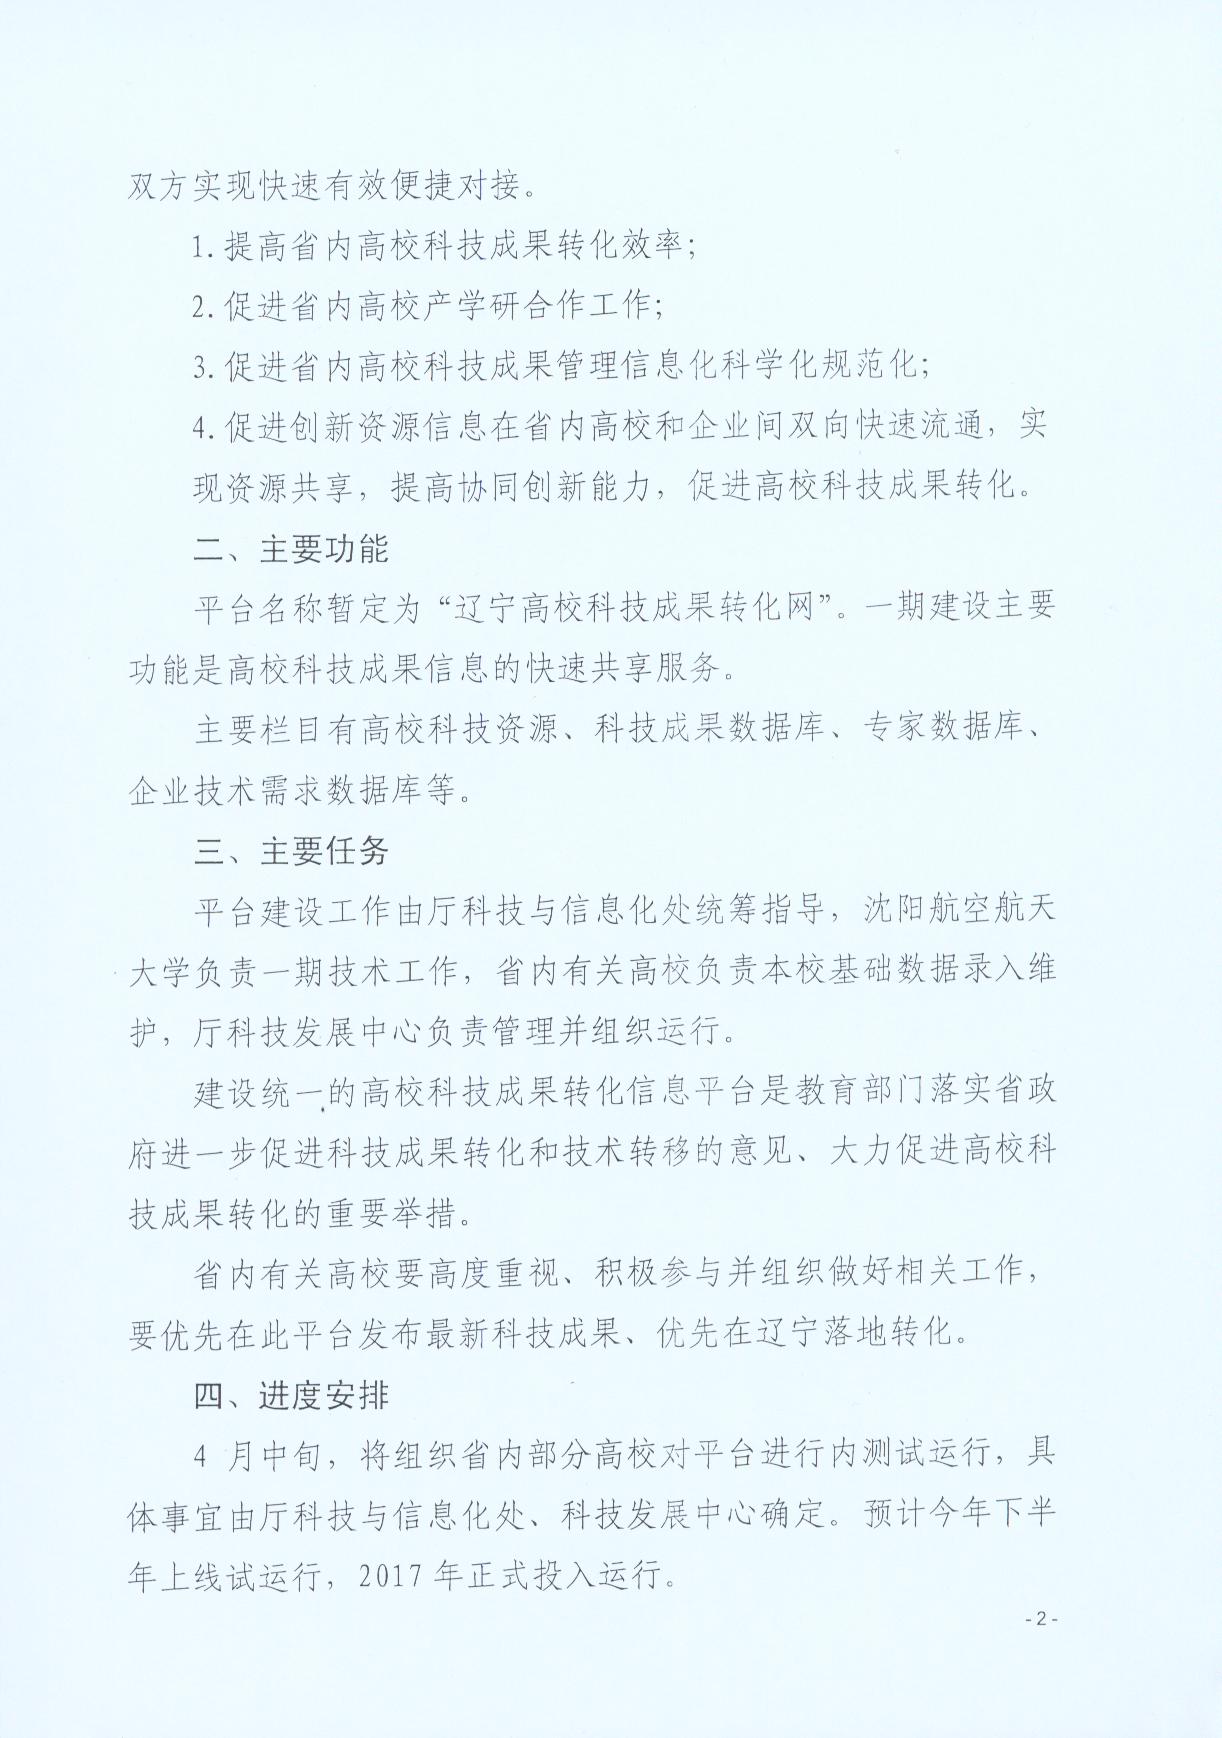 双方实现快速有效便捷对接。
1.提高省内高校科技成果转化效率；
2.促进省内高校产学研合作工作；
3.促进省内高校科技成果管理信息化科学化规范化；
4.促进创新资源信息在省内高校和企业间双向快速流通，实
现资源共享，提高协同创新能力，促进高校科技成果转化。
二、主要功能
平台名称暂定为“辽宁高校科技成果转化网”。一期建设主要
功能是高校科技成果信息的快速共享服务。
主要栏目有高校科技资源、科技成果数据库、专家数据库、
企业技术需求数据库等。
三、主要任务
平台建设工作由厅科技与信息化处统筹指导，沈阳航空航天
大学负责一期技术工作，省内有关高校负责本校基础数据录入维
护，厅科技发展中心负责管理并组织运行。
建设统一的高校科技成果转化信息平台是教育部门落实省政
府进一步促进科技成果转化和技术转移的意见、大力促进高校科
技成果转化的重要举措。
省内有关高校要高度重视、积极参与并组织做好相关工作，
要优先在此平台发布最新科技成果、优先在辽宁落地转化。
四、进度安排
4 月中旬，将组织省内部分高校对平台进行内测试运行，具
体事宜由厅科技与信息化处、科技发展中心确定。预计今年下半
年上线试运行，2017 年正式投入运行。
- 2 -